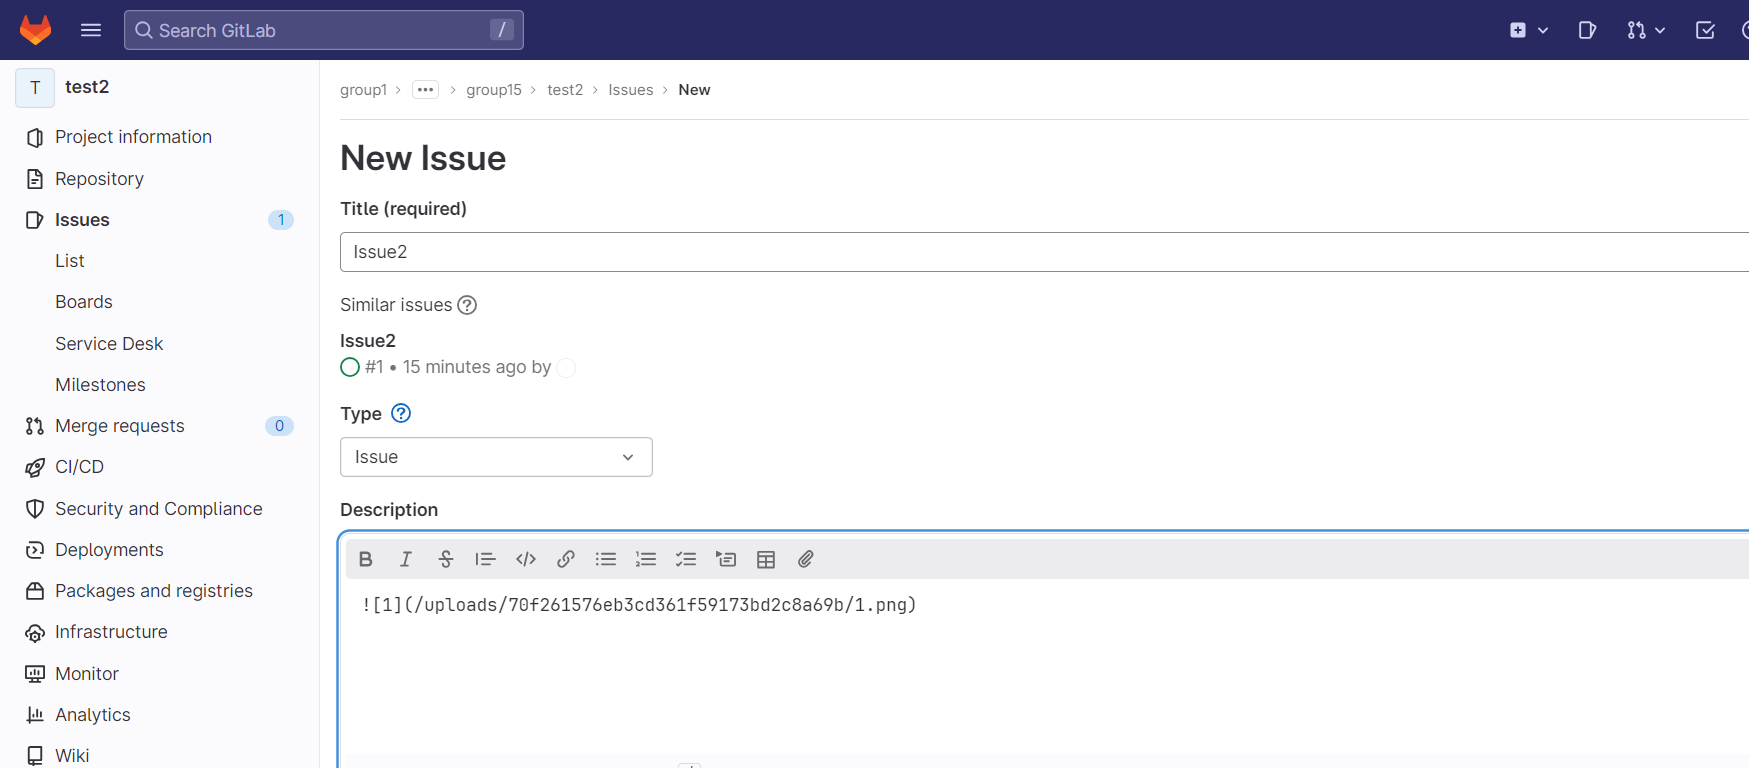 Search GitLab /
T test2
Project information
Repository
Issues 1
List
Boards
Service Desk
Milestones
Merge requests 0
CI/CD
Security and Compliance
Deployments
Packages and registries
Infrastructure
Monitor
Analytics
Wiki
group1 > ••• > group15 > test2 > Issues > New
New Issue
Title (required)
Issue2
Similar issues ?
Issue2
#1 • 15 minutes ago by
Type ?
Issue
Description
B I S </>
![1](/uploads/70f261576eb3cd361f59173bd2c8a69b/1.png)